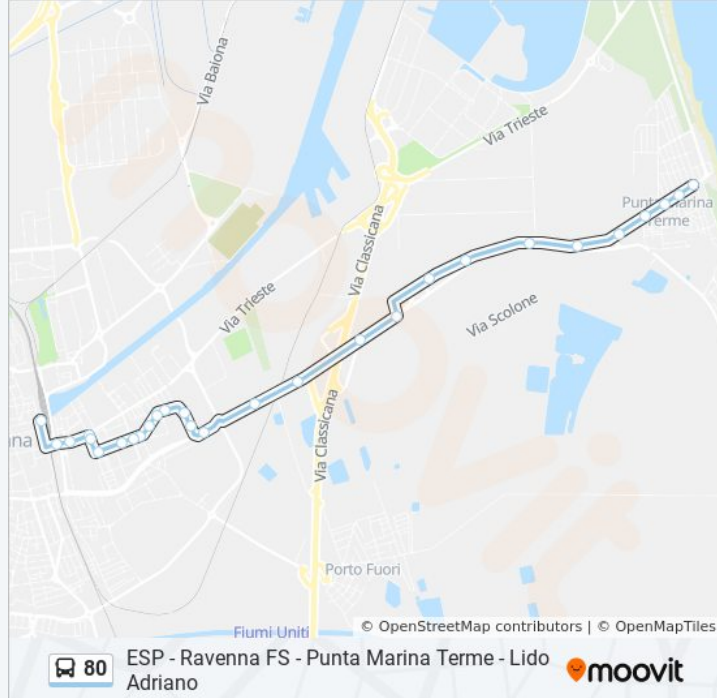 Via Baiona
Via Trieste
Via Classicana
Punta Marina
Terme
Via Trieste
Via Scolone
na
Via Classicana
Porto Fuori
Fiumi Uniti
© OpenStreetMap contributors | © OpenMapTiles
80
ESP - Ravenna FS - Punta Marina Terme - Lido
Adriano
moovit